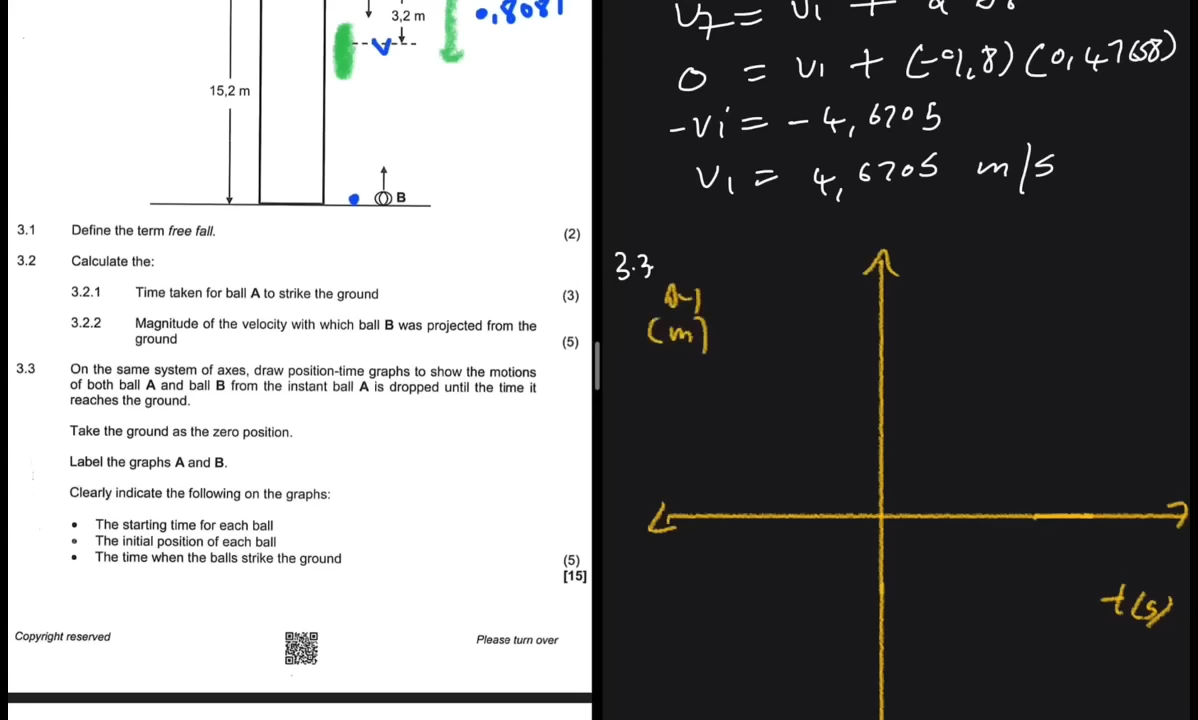 3,2 m
0,8081
V
15,2 m
B
3.1 Define the term free fall. (2)
3.2 Calculate the:
3.2.1 Time taken for ball A to strike the ground (3)
3.2.2 Magnitude of the velocity with which ball B was projected from the
ground (5)
3.3 On the same system of axes, draw position-time graphs to show the motions
of both ball A and ball B from the instant ball A is dropped until the time it
reaches the ground.
Take the ground as the zero position.
Label the graphs A and B.
Clearly indicate the following on the graphs:
• The starting time for each ball
• The initial position of each ball
• The time when the balls strike the ground (5)
[15]
Copyright reserved
Please turn over
0 = vi + (-9,8)(0,4768)
-vi = -4,6705
vi = 4,6705 m/s
3.3
(m)
t(s)